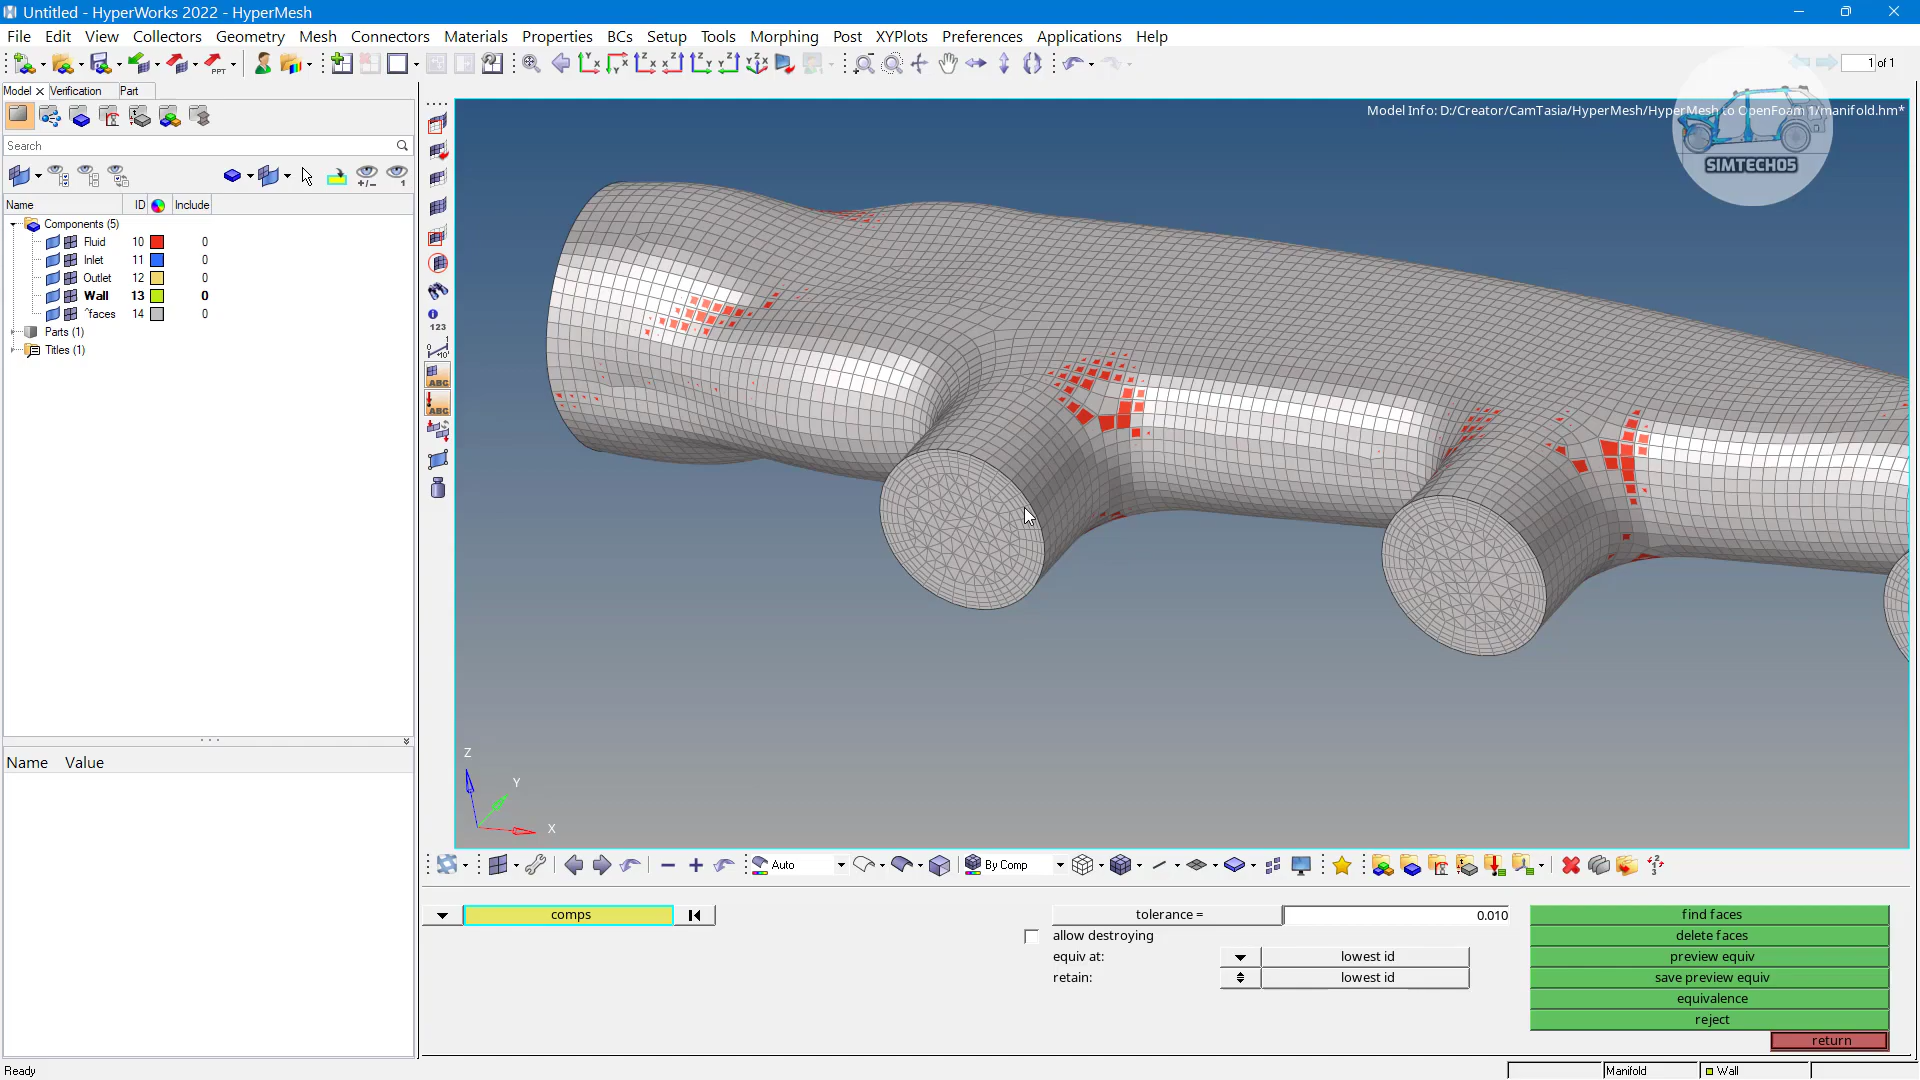 Untitled - HyperWorks 2022 - HyperMesh
File Edit View Collectors Geometry Mesh Connectors Materials Properties BCs Setup Tools Morphing Post XYPlots Preferences Applications Help
PPT
1 of 1
Model Verification Part
Model Info: D:/Creator/CamTasia/HyperMesh/HyperMesh to OpenFoam 1/manifold.hm*
SIMTECH05
Search
Name ID Include
Components (5)
Fluid 10 0
Inlet 11 0
Outlet 12 0
Wall 13 0
^faces 14 0
Parts (1)
Titles (1)
123
ABC
ABC
Name Value
Z
Y
X
Auto
By Comp
comps
tolerance = 0.010
allow destroying
equiv at: lowest id
retain: lowest id
find faces
delete faces
preview equiv
save preview equiv
equivalence
reject
return
Ready
Manifold
Wall